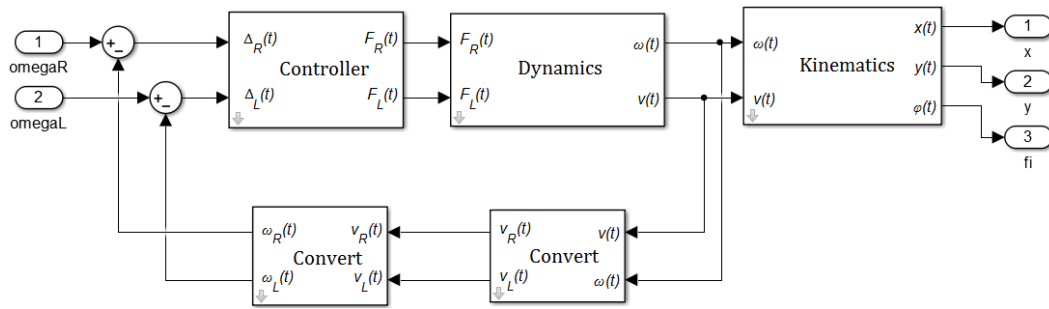 1
omegaR
2
omegaL
+
−
+
−
Δ_R(t)
Δ_L(t)
Controller
F_R(t)
F_L(t)
F_R(t)
F_L(t)
Dynamics
ω(t)
v(t)
ω(t)
v(t)
Kinematics
x(t)
y(t)
φ(t)
1
x
2
y
3
fi
ω_R(t)
ω_L(t)
Convert
v_R(t)
v_L(t)
v_R(t)
v_L(t)
Convert
v(t)
ω(t)